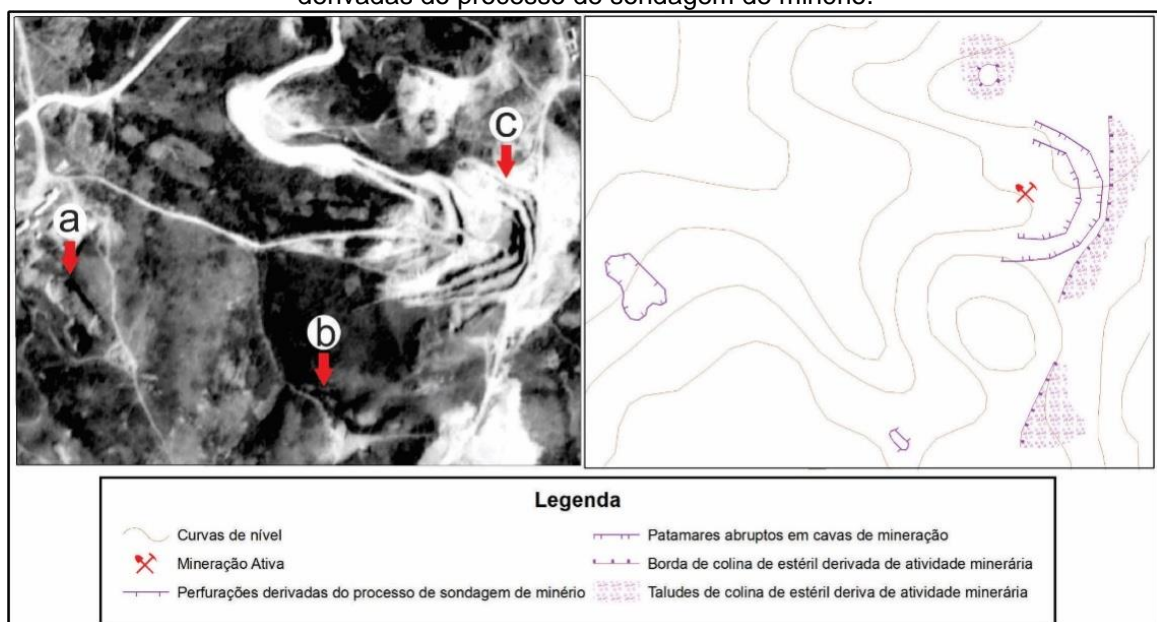 derivadas do processo de sondagem de minério.
c
a
b
Legenda
Curvas de nível
Mineração Ativa
Perfurações derivadas do processo de sondagem de minério
Patamares abruptos em cavas de mineração
Borda de colina de estéril derivada de atividade minerária
Taludes de colina de estéril deriva de atividade minerária